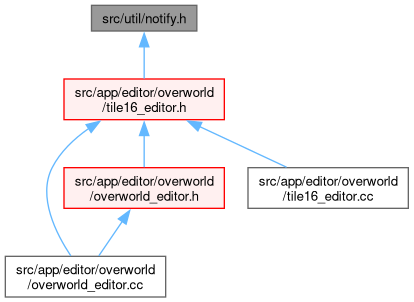 src/util/notify.h
src/app/editor/overworld
/tile16_editor.h
src/app/editor/overworld
/overworld_editor.h
src/app/editor/overworld
/tile16_editor.cc
src/app/editor/overworld
/overworld_editor.cc